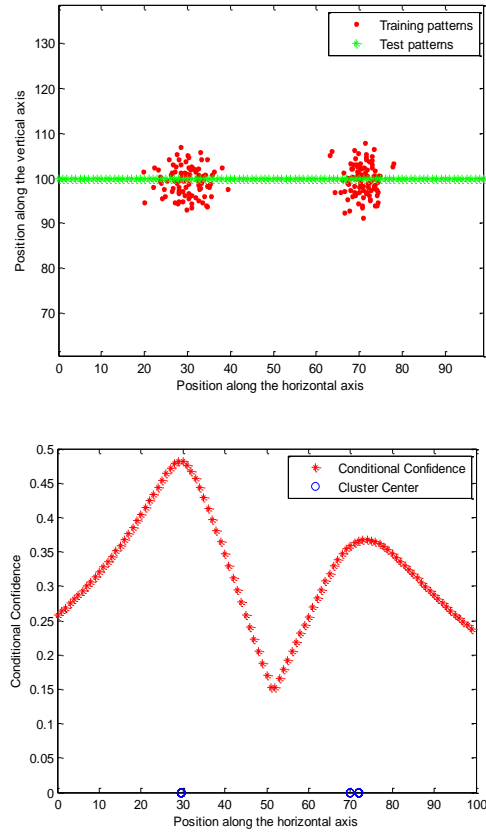 130
120
110
100
90
80
70
Position along the vertical axis
Training patterns
Test patterns
0 10 20 30 40 50 60 70 80 90
Position along the horizontal axis
0.5
0.45
0.4
0.35
0.3
0.25
0.2
0.15
0.1
0.05
0
Conditional Confidence
Conditional Confidence
Cluster Center
0 10 20 30 40 50 60 70 80 90 100
Position along the horizontal axis